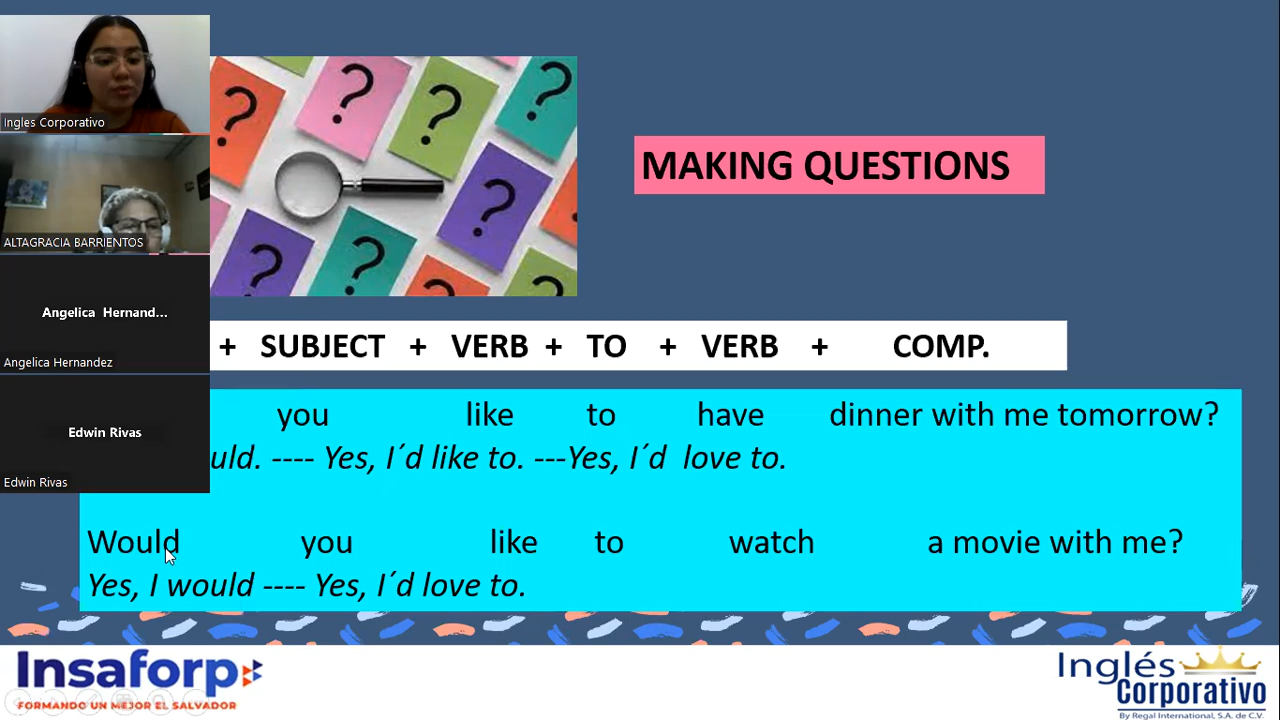 Ingles Corporativo
ALTAGRACIA BARRIENTOS
Angelica Hernand...
Angelica Hernandez
Edwin Rivas
Edwin Rivas
MAKING QUESTIONS
+ SUBJECT + VERB + TO + VERB + COMP.
you like to have dinner with me tomorrow?
uld. ---- Yes, I´d like to. ---Yes, I´d love to.
Would you like to watch a movie with me?
Yes, I would ---- Yes, I´d love to.
Insaforp
FORMANDO UN MEJOR EL SALVADOR
Inglés
Corporativo
By Regal International, S.A. de C.V.